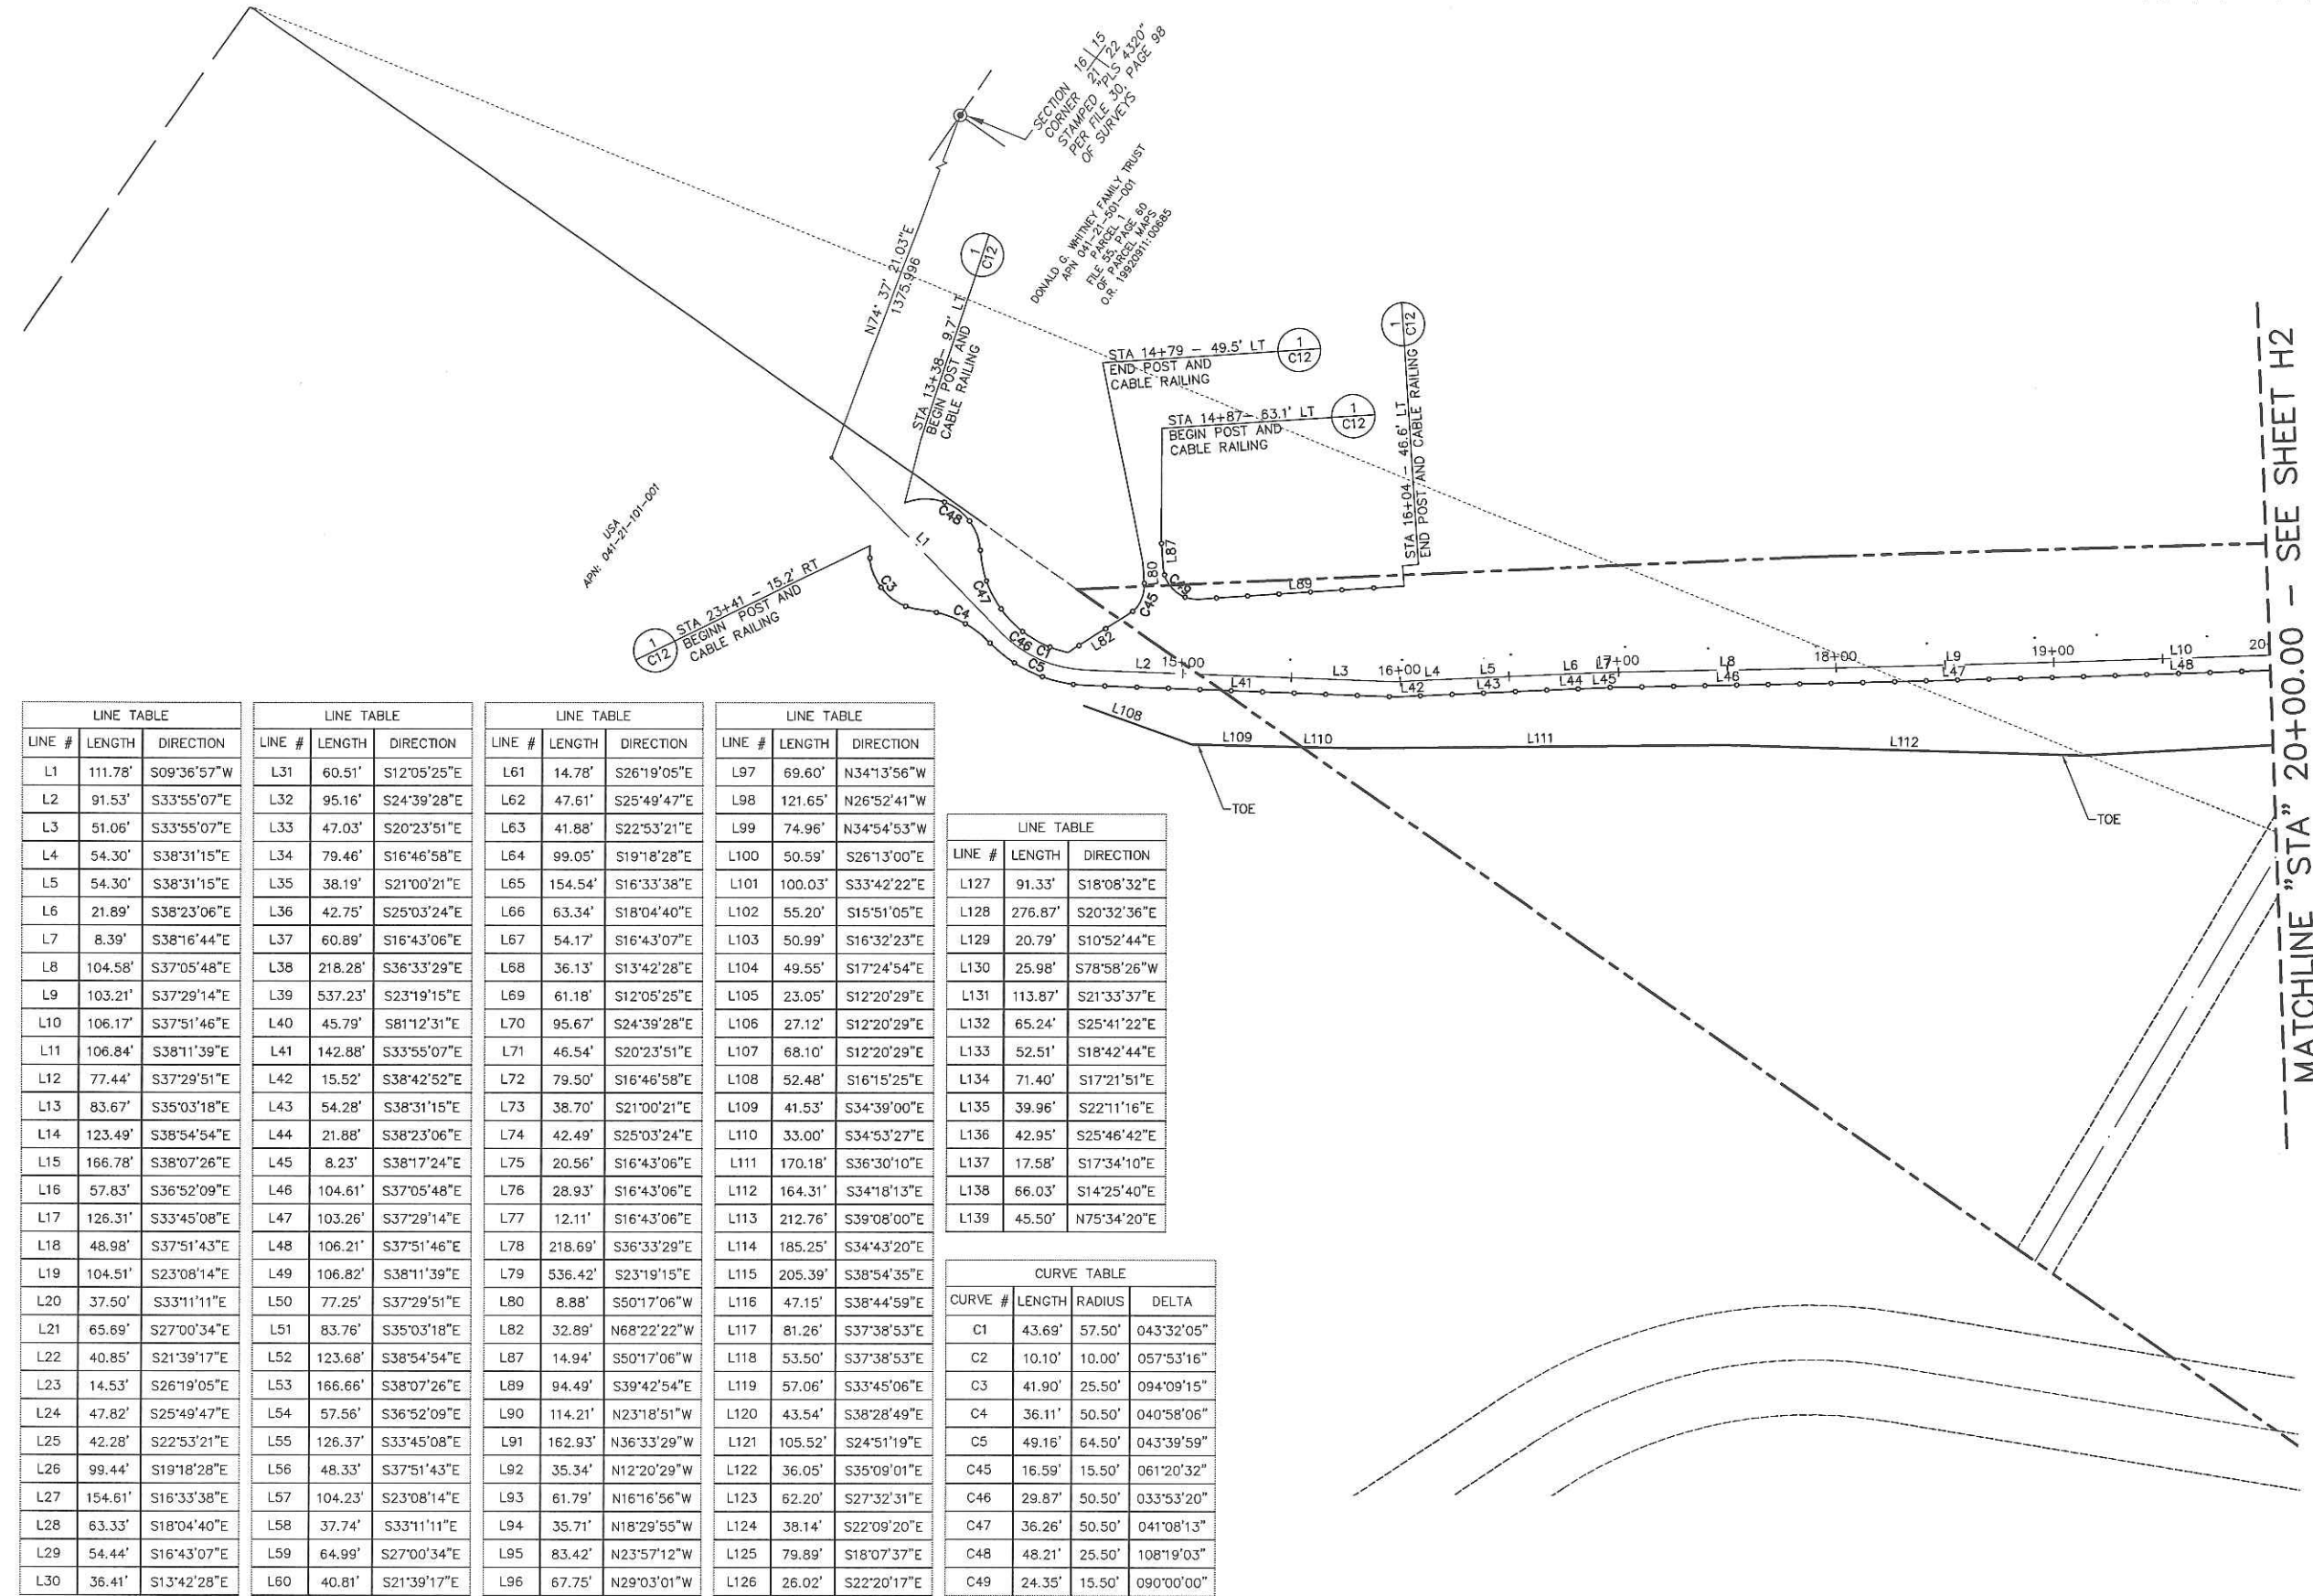 SECTION 16 | 15
CORNER 21 | 22
STAMPED "PLS 4320"
PER FILE 30, PAGE 98
OF SURVEYS
DONALD G. WHITNEY FAMILY TRUST
APN 041-21-501-001
PARCEL 1
FILE 55, PAGE 60
OF PARCEL MAPS
O.R. 19920911:00685
N74° 37' 21.03"E
1375.996
1
C12
STA 13+38- 9.7' LT
BEGIN POST AND
CABLE RAILING
STA 14+79 - 49.5' LT
END POST AND
CABLE RAILING
1
C12
STA 14+87- 63.1' LT
BEGIN POST AND
CABLE RAILING
1
C12
1
C12
STA 16+04 - 46.6' LT
END POST AND CABLE RAILING
USA
APN: 041-21-101-001
1
C12
STA 23+41 - 15.2' RT
BEGINN POST AND
CABLE RAILING
C48
L1
C3
C47
C4
C46
C1
C5
L82
C45
L80
L87
C49
L89
L2 15+00 L3 16+00 L4 L5 L6 L7 17+00 L8 18+00 L9 19+00 L10 20
L41 L42 L43 L44 L45 L46 L47 L48
L108 L109 L110 L111 L112
TOE
TOE
MATCHLINE "STA" 20+00.00 - SEE SHEET H2
LINE TABLE
LINE # LENGTH DIRECTION
L1 111.78' S09°36'57"W
L2 91.53' S33°55'07"E
L3 51.06' S33°55'07"E
L4 54.30' S38°31'15"E
L5 54.30' S38°31'15"E
L6 21.89' S38°23'06"E
L7 8.39' S38°16'44"E
L8 104.58' S37°05'48"E
L9 103.21' S37°29'14"E
L10 106.17' S37°51'46"E
L11 106.84' S38°11'39"E
L12 77.44' S37°29'51"E
L13 83.67' S35°03'18"E
L14 123.49' S38°54'54"E
L15 166.78' S38°07'26"E
L16 57.83' S36°52'09"E
L17 126.31' S33°45'08"E
L18 48.98' S37°51'43"E
L19 104.51' S23°08'14"E
L20 37.50' S33°11'11"E
L21 65.69' S27°00'34"E
L22 40.85' S21°39'17"E
L23 14.53' S26°19'05"E
L24 47.82' S25°49'47"E
L25 42.28' S22°53'21"E
L26 99.44' S19°18'28"E
L27 154.61' S16°33'38"E
L28 63.33' S18°04'40"E
L29 54.44' S16°43'07"E
L30 36.41' S13°42'28"E
LINE TABLE
LINE # LENGTH DIRECTION
L31 60.51' S12°05'25"E
L32 95.16' S24°39'28"E
L33 47.03' S20°23'51"E
L34 79.46' S16°46'58"E
L35 38.19' S21°00'21"E
L36 42.75' S25°03'24"E
L37 60.89' S16°43'06"E
L38 218.28' S36°33'29"E
L39 537.23' S23°19'15"E
L40 45.79' S81°12'31"E
L41 142.88' S33°55'07"E
L42 15.52' S38°42'52"E
L43 54.28' S38°31'15"E
L44 21.88' S38°23'06"E
L45 8.23' S38°17'24"E
L46 104.61' S37°05'48"E
L47 103.26' S37°29'14"E
L48 106.21' S37°51'46"E
L49 106.82' S38°11'39"E
L50 77.25' S37°29'51"E
L51 83.76' S35°03'18"E
L52 123.68' S38°54'54"E
L53 166.66' S38°07'26"E
L54 57.56' S36°52'09"E
L55 126.37' S33°45'08"E
L56 48.33' S37°51'43"E
L57 104.23' S23°08'14"E
L58 37.74' S33°11'11"E
L59 64.99' S27°00'34"E
L60 40.81' S21°39'17"E
LINE TABLE
LINE # LENGTH DIRECTION
L61 14.78' S26°19'05"E
L62 47.61' S25°49'47"E
L63 41.88' S22°53'21"E
L64 99.05' S19°18'28"E
L65 154.54' S16°33'38"E
L66 63.34' S18°04'40"E
L67 54.17' S16°43'07"E
L68 36.13' S13°42'28"E
L69 61.18' S12°05'25"E
L70 95.67' S24°39'28"E
L71 46.54' S20°23'51"E
L72 79.50' S16°46'58"E
L73 38.70' S21°00'21"E
L74 42.49' S25°03'24"E
L75 20.56' S16°43'06"E
L76 28.93' S16°43'06"E
L77 12.11' S16°43'06"E
L78 218.69' S36°33'29"E
L79 536.42' S23°19'15"E
L80 8.88' S50°17'06"W
L82 32.89' N68°22'22"W
L87 14.94' S50°17'06"W
L89 94.49' S39°42'54"E
L90 114.21' N23°18'51"W
L91 162.93' N36°33'29"W
L92 35.34' N12°20'29"W
L93 61.79' N16°16'56"W
L94 35.71' N18°29'55"W
L95 83.42' N23°57'12"W
L96 67.75' N29°03'01"W
LINE TABLE
LINE # LENGTH DIRECTION
L97 69.60' N34°13'56"W
L98 121.65' N26°52'41"W
L99 74.96' N34°54'53"W
L100 50.59' S26°13'00"E
L101 100.03' S33°42'22"E
L102 55.20' S15°51'05"E
L103 50.99' S16°32'23"E
L104 49.55' S17°24'54"E
L105 23.05' S12°20'29"E
L106 27.12' S12°20'29"E
L107 68.10' S12°20'29"E
L108 52.48' S16°15'25"E
L109 41.53' S34°39'00"E
L110 33.00' S34°53'27"E
L111 170.18' S36°30'10"E
L112 164.31' S34°18'13"E
L113 212.76' S39°08'00"E
L114 185.25' S34°43'20"E
L115 205.39' S38°54'35"E
L116 47.15' S38°44'59"E
L117 81.26' S37°38'53"E
L118 53.50' S37°38'53"E
L119 57.06' S33°45'06"E
L120 43.54' S38°28'49"E
L121 105.52' S24°51'19"E
L122 36.05' S35°09'01"E
L123 62.20' S27°32'31"E
L124 38.14' S22°09'20"E
L125 79.89' S18°07'37"E
L126 26.02' S22°20'17"E
LINE TABLE
LINE # LENGTH DIRECTION
L127 91.33' S18°08'32"E
L128 276.87' S20°32'36"E
L129 20.79' S10°52'44"E
L130 25.98' S78°58'26"W
L131 113.87' S21°33'37"E
L132 65.24' S25°41'22"E
L133 52.51' S18°42'44"E
L134 71.40' S17°21'51"E
L135 39.96' S22°11'16"E
L136 42.95' S25°46'42"E
L137 17.58' S17°34'10"E
L138 66.03' S14°25'40"E
L139 45.50' N75°34'20"E
CURVE TABLE
CURVE # LENGTH RADIUS DELTA
C1 43.69' 57.50' 043°32'05"
C2 10.10' 10.00' 057°53'16"
C3 41.90' 25.50' 094°09'15"
C4 36.11' 50.50' 040°58'06"
C5 49.16' 64.50' 043°39'59"
C45 16.59' 15.50' 061°20'32"
C46 29.87' 50.50' 033°53'20"
C47 36.26' 50.50' 041°08'13"
C48 48.21' 25.50' 108°19'03"
C49 24.35' 15.50' 090°00'00"